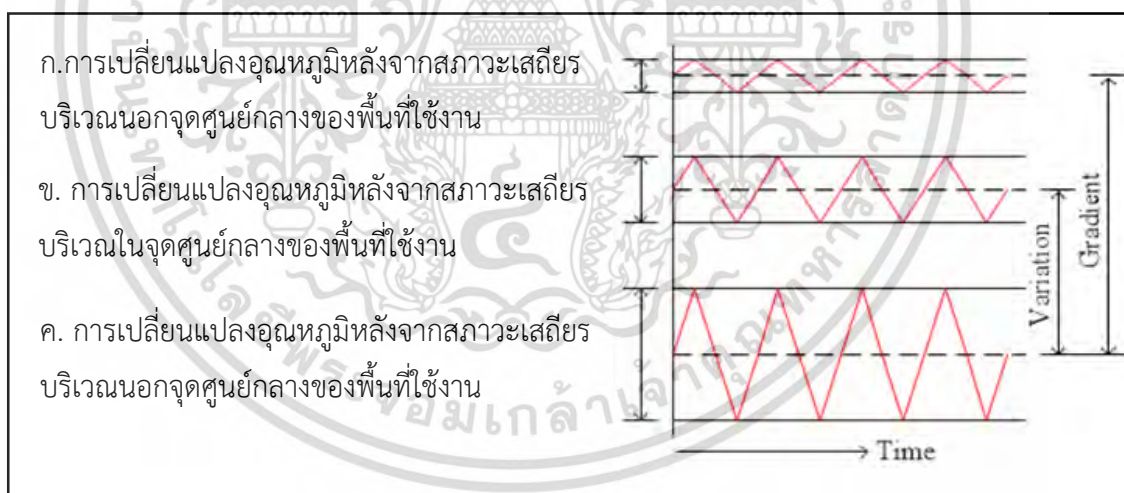 ก.การเปลี่ยนแปลงอุณหภูมิหลังจากสภาวะเสถียร
บริเวณนอกจุดศูนย์กลางของพื้นที่ใช้งาน
ข. การเปลี่ยนแปลงอุณหภูมิหลังจากสภาวะเสถียร
บริเวณในจุดศูนย์กลางของพื้นที่ใช้งาน
ค. การเปลี่ยนแปลงอุณหภูมิหลังจากสภาวะเสถียร
บริเวณนอกจุดศูนย์กลางของพื้นที่ใช้งาน
Variation
Gradient
Time